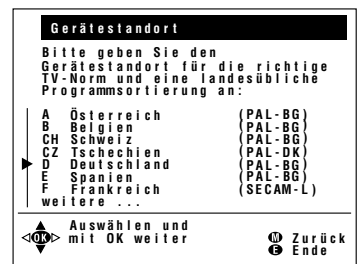 Gerätestandort
Bitte geben Sie den
Gerätestandort für die richtige
TV-Norm und eine landesübliche
Programmsortierung an:
A Österreich (PAL-BG)
B Belgien (PAL-BG)
CH Schweiz (PAL-BG)
CZ Tschechien (PAL-DK)
D Deutschland (PAL-BG)
E Spanien (PAL-BG)
F Frankreich (SECAM-L)
weitere ...
Auswählen und
OK mit OK weiter M Zurück
E Ende